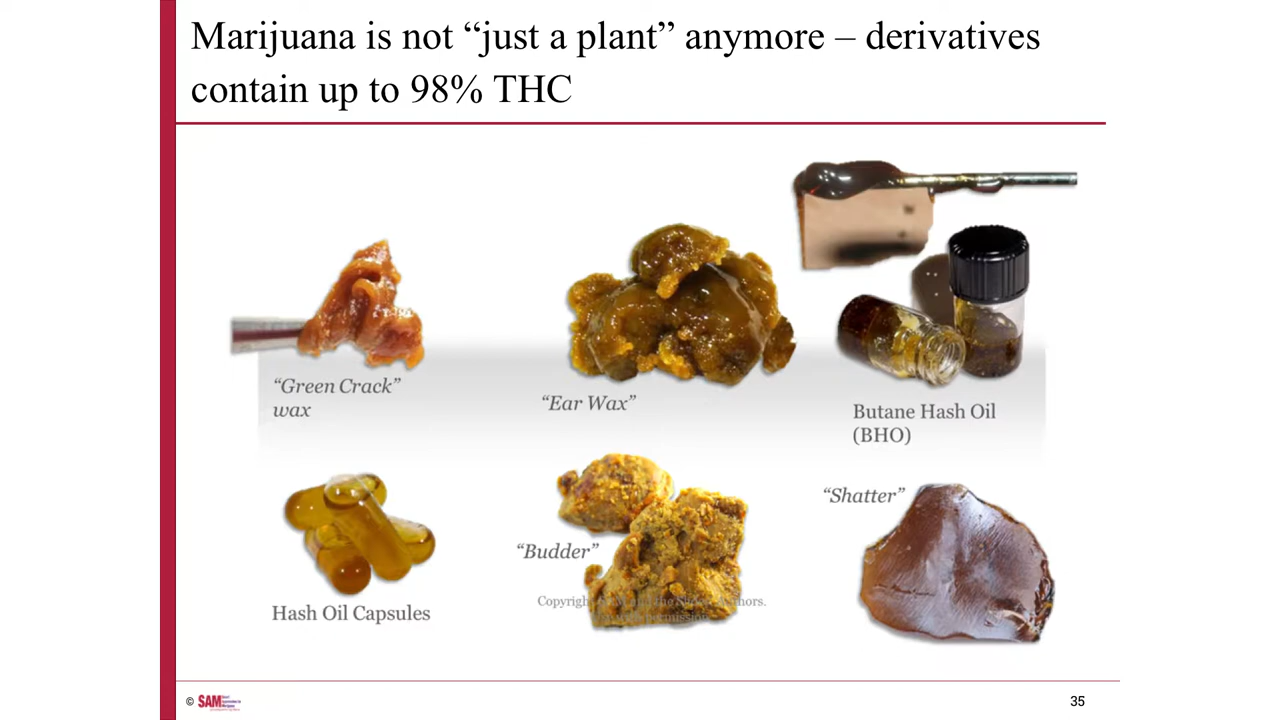 Marijuana is not “just a plant” anymore – derivatives
contain up to 98% THC
“Green Crack”
wax
“Ear Wax”
Butane Hash Oil
(BHO)
Hash Oil Capsules
“Budder”
“Shatter”
© SAM
35